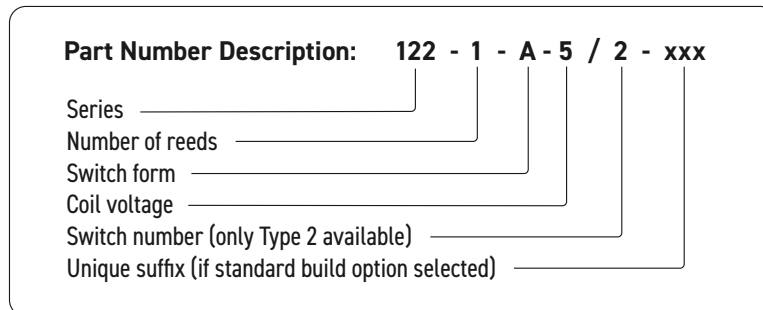 Part Number Description: 122 - 1 - A - 5 / 2 - xxx
Series
Number of reeds
Switch form
Coil voltage
Switch number (only Type 2 available)
Unique suffix (if standard build option selected)